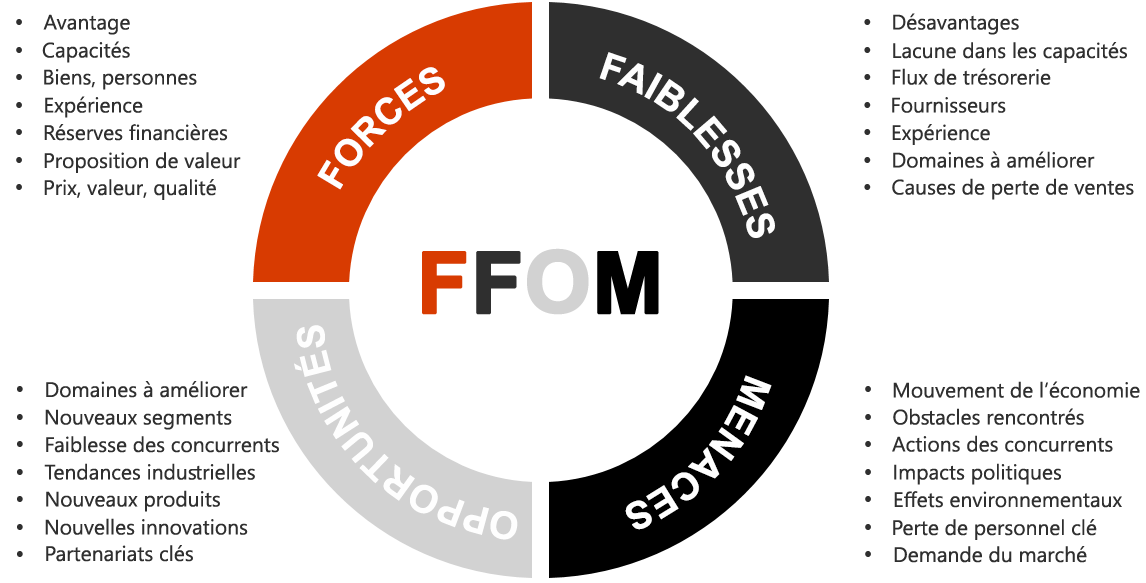 • Avantage
• Capacités
• Biens, personnes
• Expérience
• Réserves financières
• Proposition de valeur
• Prix, valeur, qualité
FORCES
FAIBLESSES
• Désavantages
• Lacune dans les capacités
• Flux de trésorerie
• Fournisseurs
• Expérience
• Domaines à améliorer
• Causes de perte de ventes
FFOM
• Domaines à améliorer
• Nouveaux segments
• Faiblesse des concurrents
• Tendances industrielles
• Nouveaux produits
• Nouvelles innovations
• Partenariats clés
OPPORTUNITÉS
MENACES
• Mouvement de l’économie
• Obstacles rencontrés
• Actions des concurrents
• Impacts politiques
• Effets environnementaux
• Perte de personnel clé
• Demande du marché